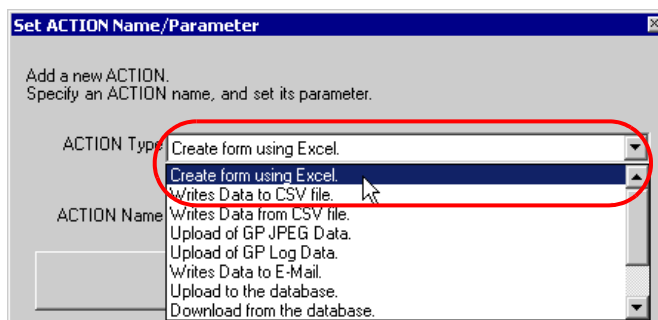 Set ACTION Name/Parameter
Add a new ACTION.
Specify an ACTION name, and set its parameter.
ACTION Type Create form using Excel.
Create form using Excel.
Writes Data to CSV file.
ACTION Name Writes Data from CSV file.
Upload of GP JPEG Data.
Upload of GP Log Data.
Writes Data to E-Mail.
Upload to the database.
Download from the database.